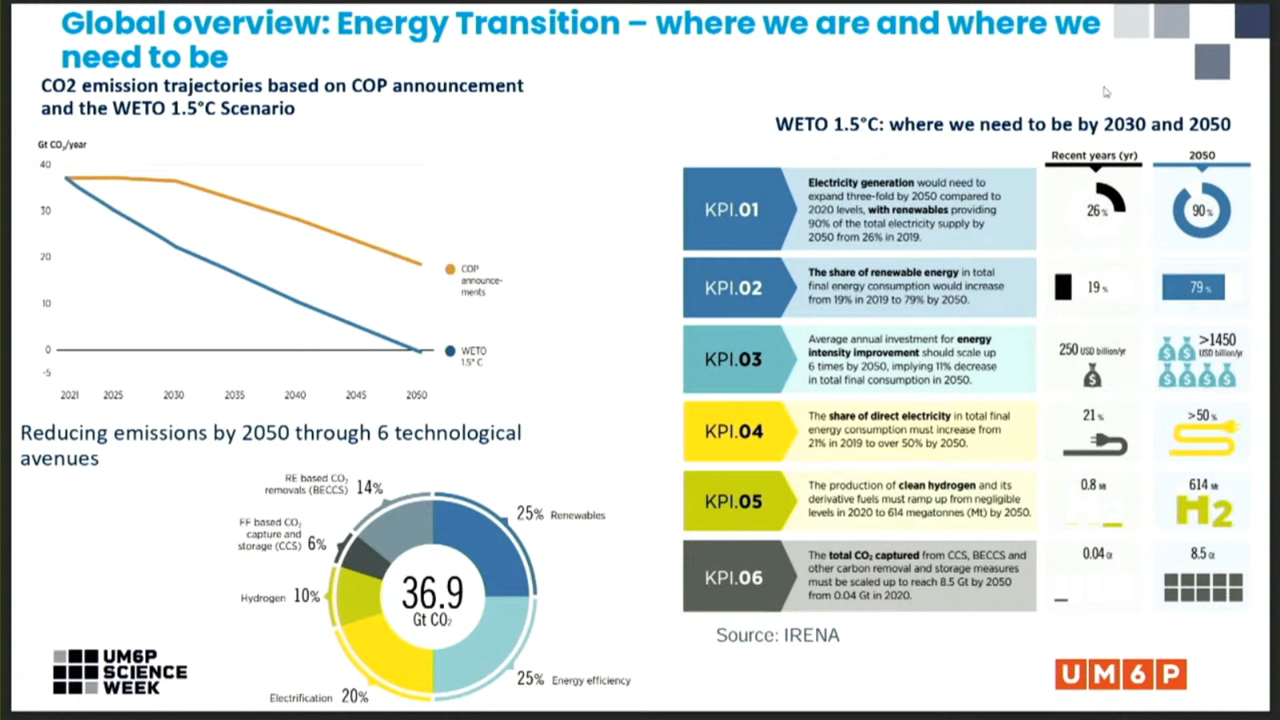 Global overview: Energy Transition – where we are and where we
need to be
CO2 emission trajectories based on COP announcement
and the WETO 1.5°C Scenario
Gt CO₂/year
40
30
20
10
0
-5
2021 2025 2030 2035 2040 2045 2050
COP
announce-
ments
WETO
1.5° C
Reducing emissions by 2050 through 6 technological
avenues
RE based CO₂
removals (BECCS) 14%
FF based CO₂
capture and
storage (CCS) 6%
Hydrogen 10%
Electrification 20%
25% Renewables
25% Energy efficiency
36.9
Gt CO₂
UM6P
SCIENCE
WEEK
WETO 1.5°C: where we need to be by 2030 and 2050
Recent years (yr) 2050
KPI.01
Electricity generation would need to
expand three-fold by 2050 compared to
2020 levels, with renewables providing
90% of the total electricity supply by
2050 from 26% in 2019.
26%
90%
KPI.02
The share of renewable energy in total
final energy consumption would increase
from 19% in 2019 to 79% by 2050.
19%
79%
KPI.03
Average annual investment for energy
intensity improvement should scale up
6 times by 2050, implying 11% decrease
in total final consumption in 2050.
250 USD billion/yr
>1450
USD billion/yr
KPI.04
The share of direct electricity in total final
energy consumption must increase from
21% in 2019 to over 50% by 2050.
21%
>50%
KPI.05
The production of clean hydrogen and its
derivative fuels must ramp up from negligible
levels in 2020 to 614 megatonnes (Mt) by 2050.
0.8 Mt
614 Mt
H2
KPI.06
The total CO₂ captured from CCS, BECCS and
other carbon removal and storage measures
must be scaled up to reach 8.5 Gt by 2050
from 0.04 Gt in 2020.
0.04 Gt
8.5 Gt
Source: IRENA
UM6P